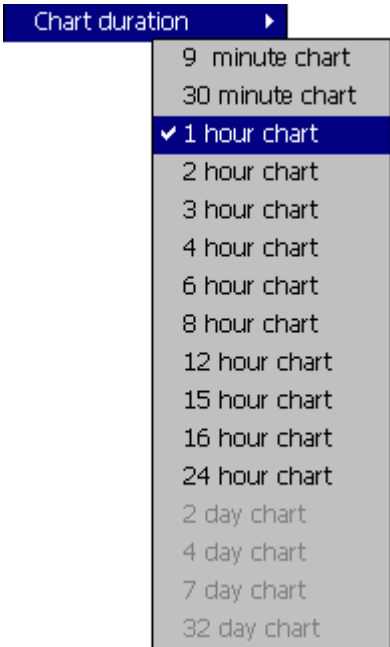 Chart duration
9 minute chart
30 minute chart
1 hour chart
2 hour chart
3 hour chart
4 hour chart
6 hour chart
8 hour chart
12 hour chart
15 hour chart
16 hour chart
24 hour chart
2 day chart
4 day chart
7 day chart
32 day chart